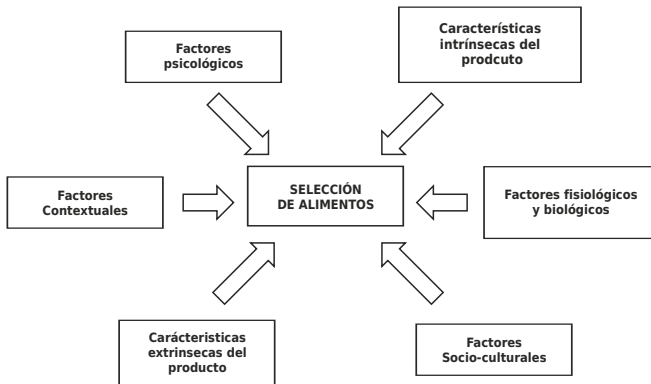 Factores
psicológicos
Características
intrínsecas del
prodcuto
Factores
Contextuales
SELECCIÓN
DE ALIMENTOS
Factores fisiológicos
y biológicos
Carácteristicas
extrinsecas del
producto
Factores
Socio-culturales